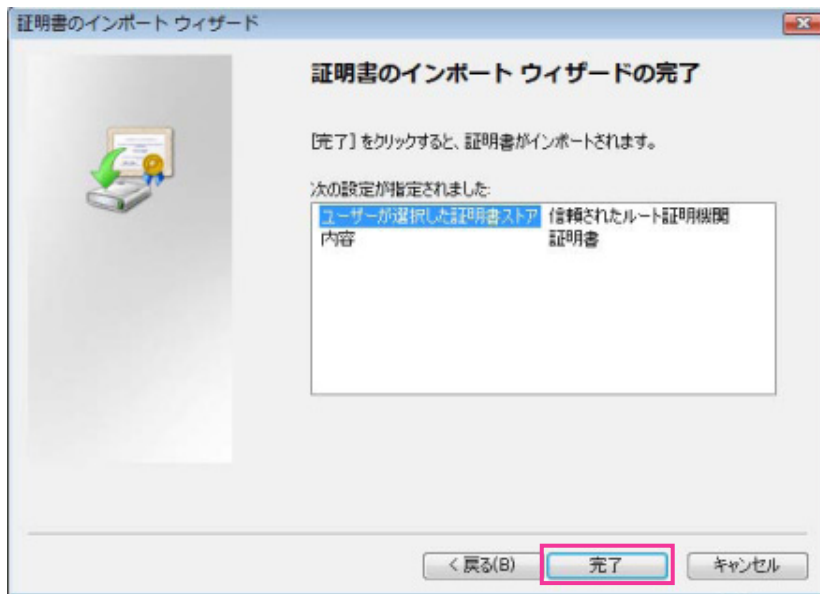 証明書のインポート ウィザード
証明書のインポート ウィザードの完了
[完了] をクリックすると、証明書がインポートされます。
次の設定が指定されました:
ユーザーが選択した証明書ストア 信頼されたルート証明機関
内容 証明書
< 戻る(B) 完了 キャンセル